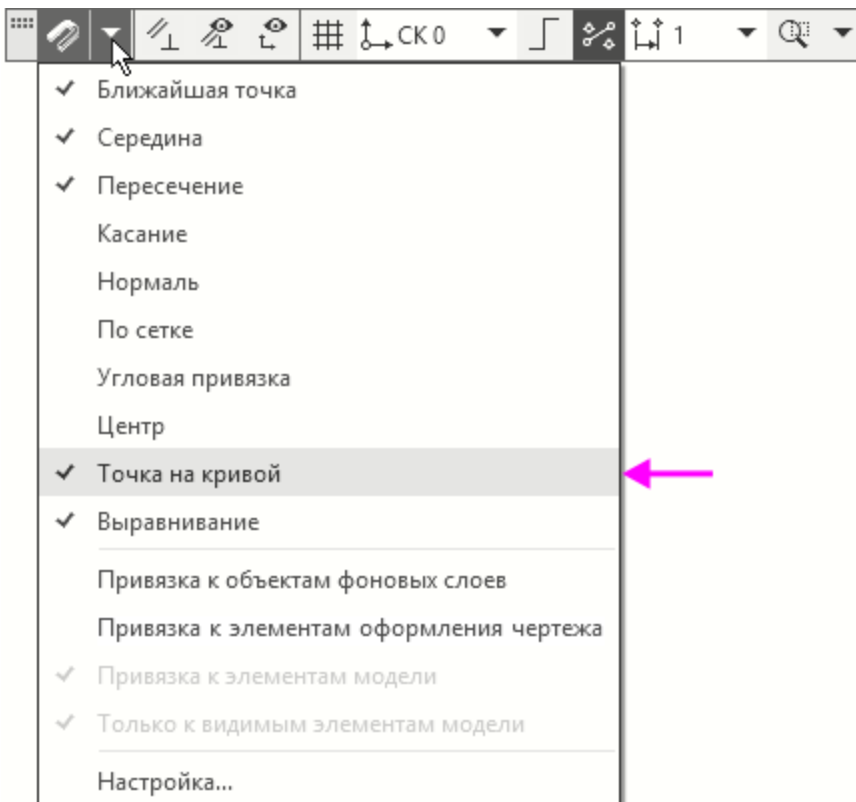 СК 0 1
Ближайшая точка
Середина
Пересечение
Касание
Нормаль
По сетке
Угловая привязка
Центр
Точка на кривой
Выравнивание
Привязка к объектам фоновых слоев
Привязка к элементам оформления чертежа
Привязка к элементам модели
Только к видимым элементам модели
Настройка...